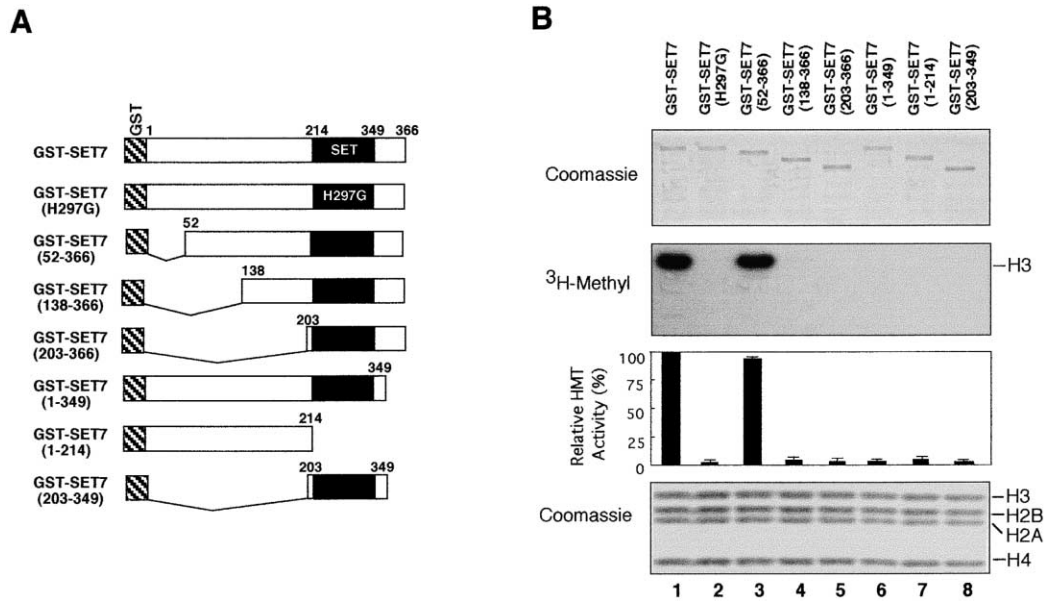 A
GST
1 214 349 366
GST-SET7
SET
GST-SET7
(H297G)
H297G
52
GST-SET7
(52-366)
138
GST-SET7
(138-366)
203
GST-SET7
(203-366)
349
GST-SET7
(1-349)
214
GST-SET7
(1-214)
203 349
GST-SET7
(203-349)
B
GST-SET7
GST-SET7
(H297G)
GST-SET7
(52-366)
GST-SET7
(138-366)
GST-SET7
(203-366)
GST-SET7
(1-349)
GST-SET7
(1-214)
GST-SET7
(203-349)
Coomassie
3H-Methyl
H3
Relative HMT
Activity (%)
100
75
50
25
0
Coomassie
H3
H2B
H2A
H4
1 2 3 4 5 6 7 8